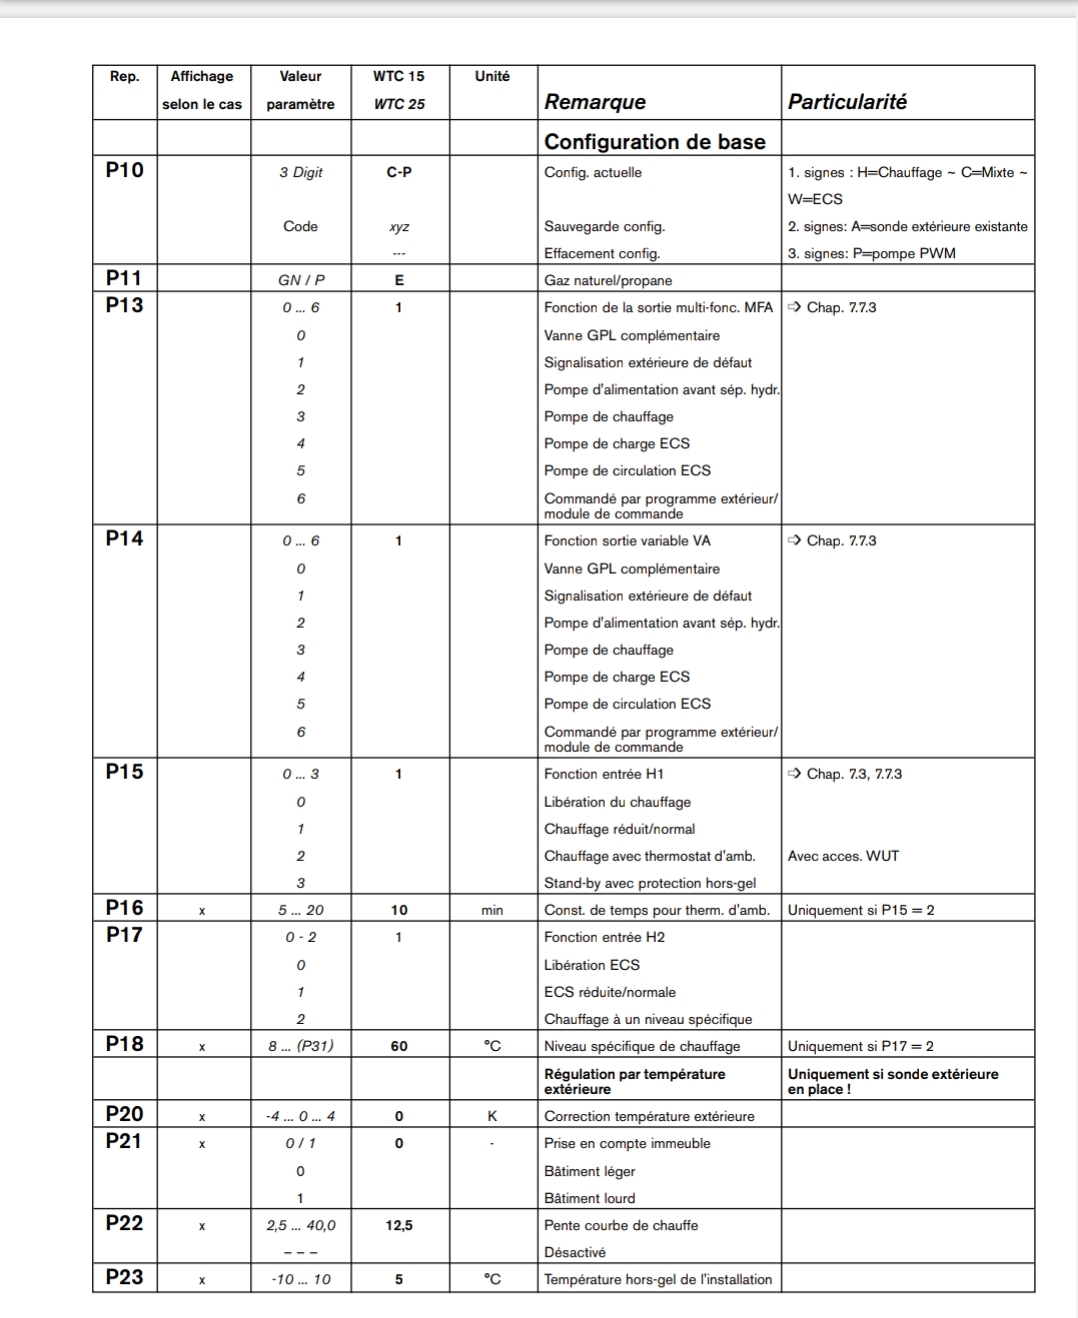 Rep. Affichage Valeur WTC 15 Unité
selon le cas paramètre WTC 25 Remarque Particularité
Configuration de base
P10 3 Digit C-P Config. actuelle 1. signes : H=Chauffage ~ C=Mixte ~
W=ECS
Code xyz Sauvegarde config. 2. signes: A=sonde extérieure existante
--- Effacement config. 3. signes: P=pompe PWM
P11 GN / P E Gaz naturel/propane
P13 0 ... 6 1 Fonction de la sortie multi-fonc. MFA ➩ Chap. 7.7.3
0 Vanne GPL complémentaire
1 Signalisation extérieure de défaut
2 Pompe d'alimentation avant sép. hydr.
3 Pompe de chauffage
4 Pompe de charge ECS
5 Pompe de circulation ECS
6 Commandé par programme extérieur/
module de commande
P14 0 ... 6 1 Fonction sortie variable VA ➩ Chap. 7.7.3
0 Vanne GPL complémentaire
1 Signalisation extérieure de défaut
2 Pompe d'alimentation avant sép. hydr.
3 Pompe de chauffage
4 Pompe de charge ECS
5 Pompe de circulation ECS
6 Commandé par programme extérieur/
module de commande
P15 0 ... 3 1 Fonction entrée H1 ➩ Chap. 7.3, 7.7.3
0 Libération du chauffage
1 Chauffage réduit/normal
2 Chauffage avec thermostat d'amb. Avec acces. WUT
3 Stand-by avec protection hors-gel
P16 x 5 ... 20 10 min Const. de temps pour therm. d'amb. Uniquement si P15 = 2
P17 0 - 2 1 Fonction entrée H2
0 Libération ECS
1 ECS réduite/normale
2 Chauffage à un niveau spécifique
P18 x 8 ... (P31) 60 °C Niveau spécifique de chauffage Uniquement si P17 = 2
Régulation par température Uniquement si sonde extérieure
extérieure en place !
P20 x -4 ... 0 ... 4 0 K Correction température extérieure
P21 x 0 / 1 0 - Prise en compte immeuble
0 Bâtiment léger
1 Bâtiment lourd
P22 x 2,5 ... 40,0 12,5 Pente courbe de chauffe
– – – Désactivé
P23 x -10 ... 10 5 °C Température hors-gel de l'installation